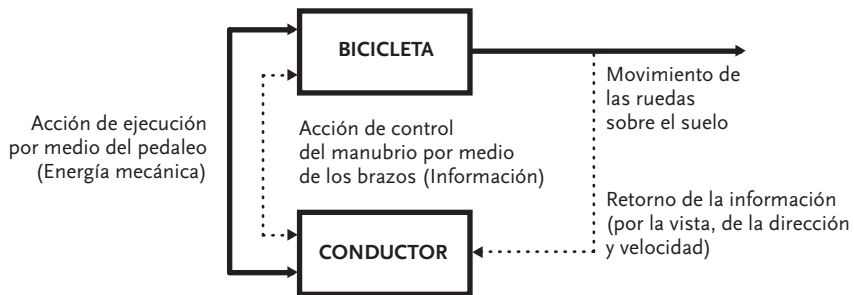 BICICLETA
Movimiento de
las ruedas
sobre el suelo
Acción de ejecución
por medio del pedaleo
(Energía mecánica)
Acción de control
del manubrio por medio
de los brazos (Información)
Retorno de la información
(por la vista, de la dirección
y velocidad)
CONDUCTOR